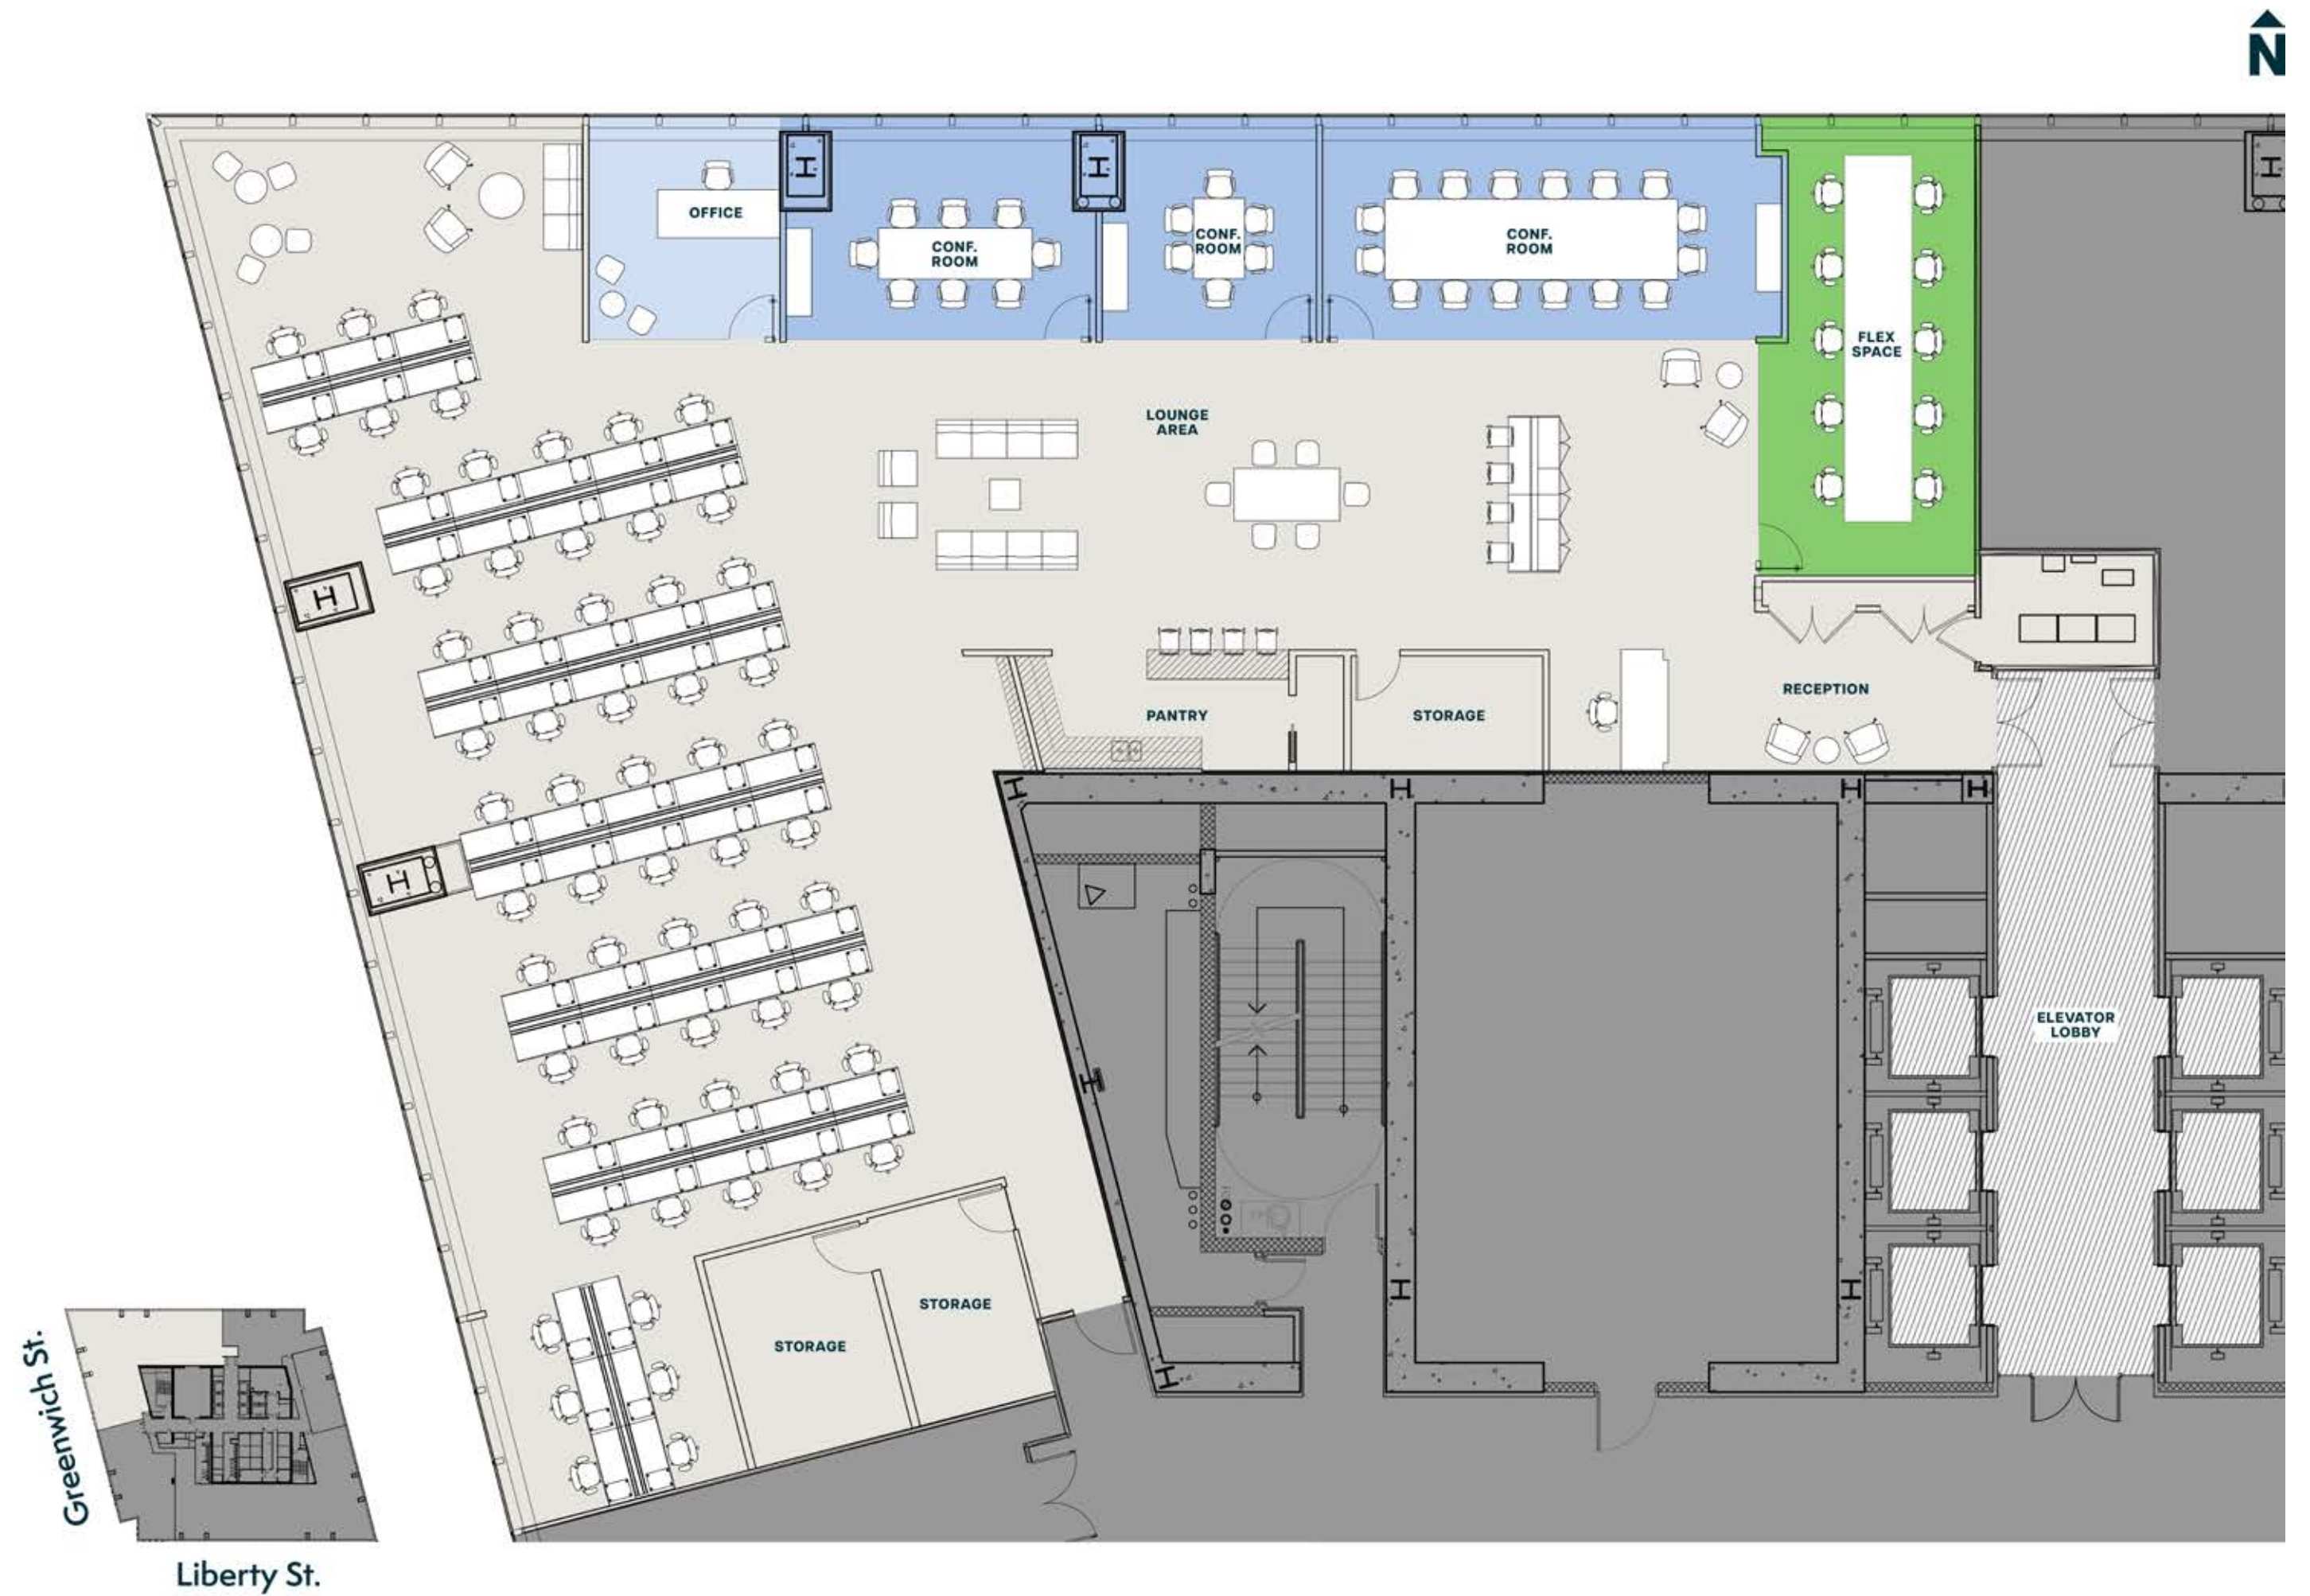 N
OFFICE
CONF.
ROOM
CONF.
ROOM
CONF.
ROOM
FLEX
SPACE
LOUNGE
AREA
RECEPTION
PANTRY
STORAGE
ELEVATOR
LOBBY
STORAGE
STORAGE
Greenwich St.
Liberty St.